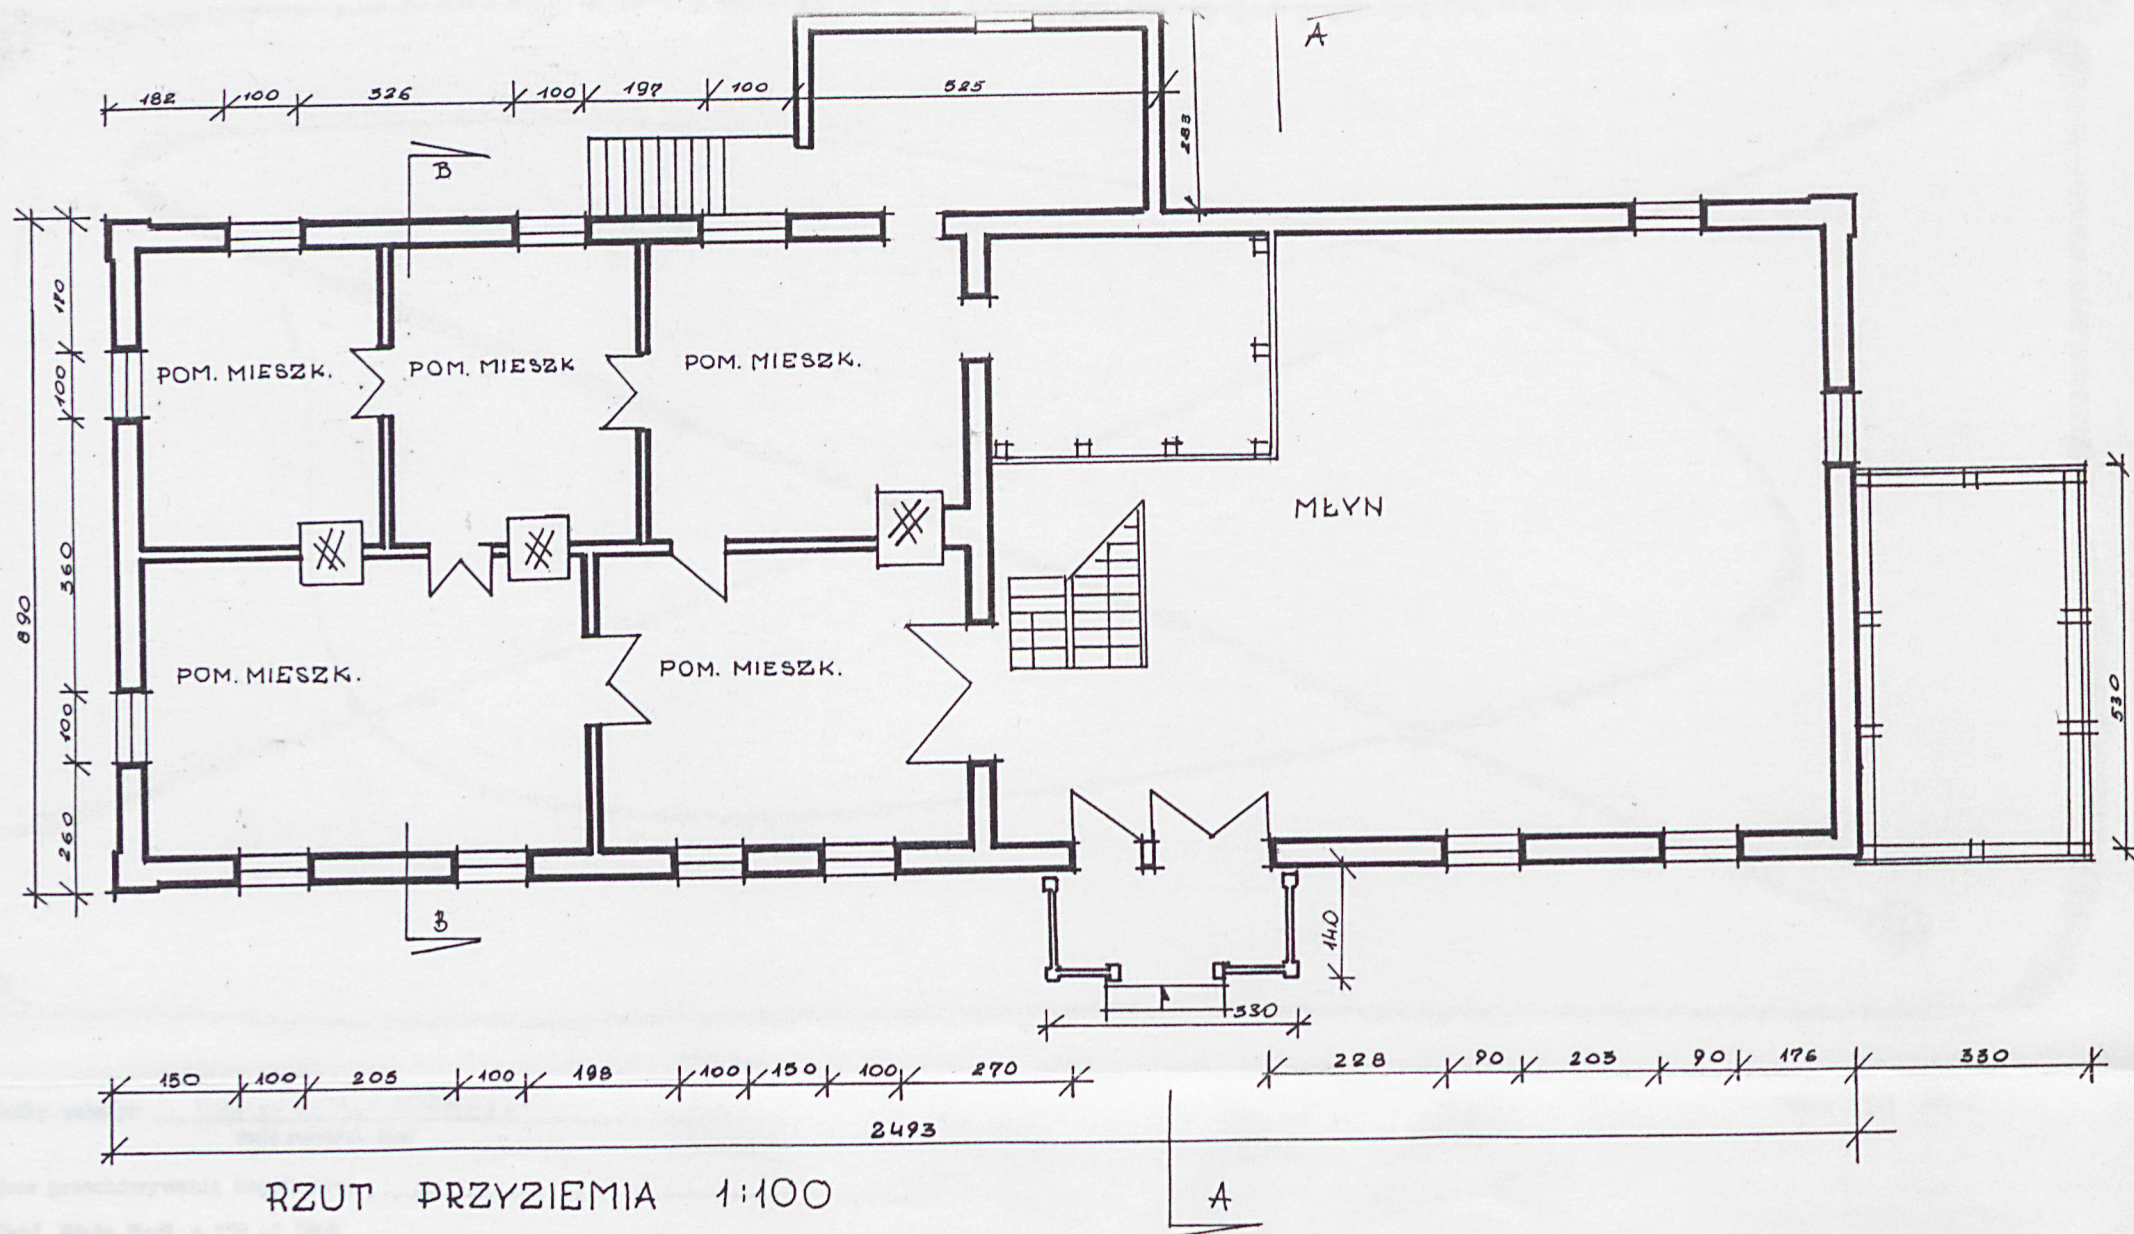 A
182 100 326 100 197 100 525
283
B
890
180
100
360
100
260
POM. MIESZK. POM. MIESZK POM. MIESZK.
MŁYN
POM. MIESZK. POM. MIESZK.
530
B
140
330
150 100 205 100 198 100 150 100 270 228 90 203 90 176 330
2493
RZUT PRZYZIEMIA 1:100
A